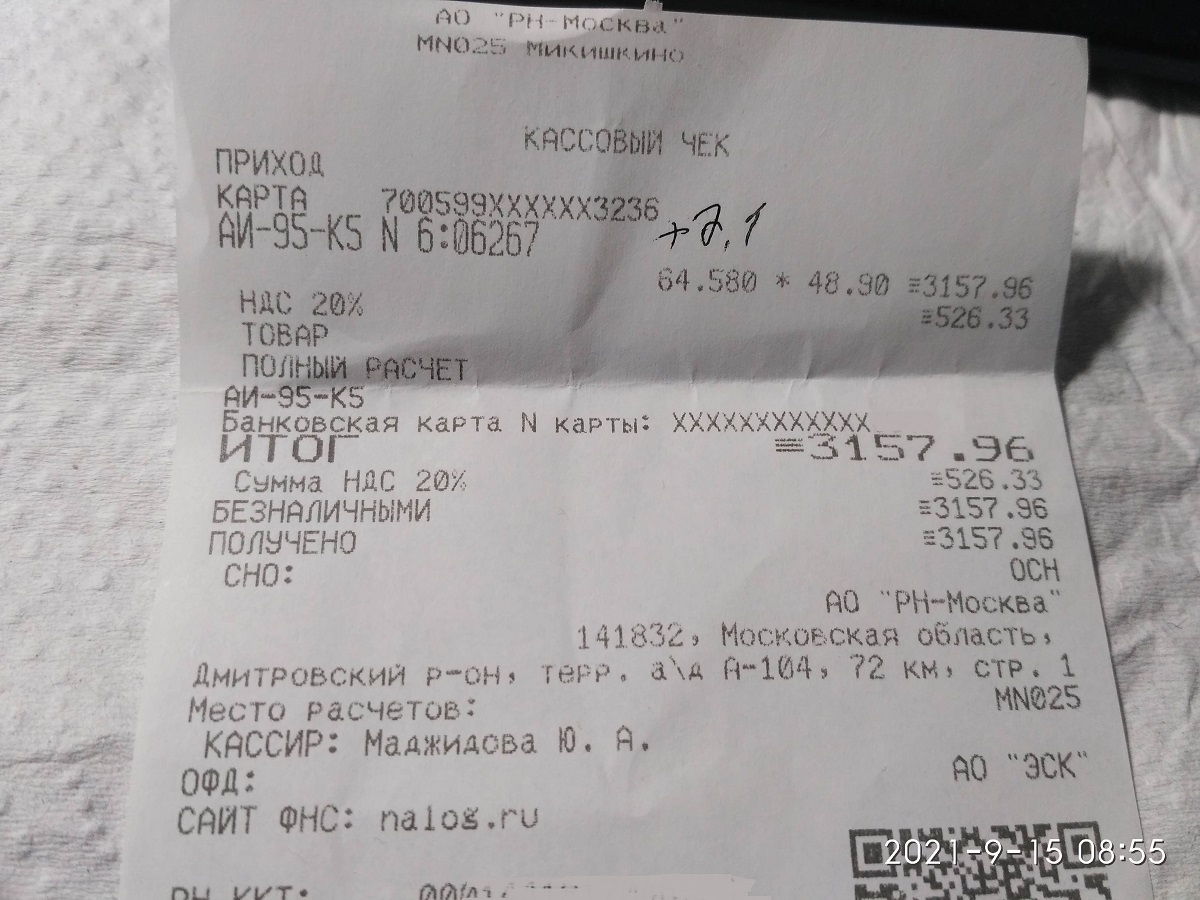 АО "РН-Москва"
MN025 МИКИШКИНО
КАССОВЫЙ ЧЕК
ПРИХОД
КАРТА 700599XXXXXX3236
+2,1
АИ-95-К5 N 6:06267
64.580 * 48.90 ≡3157.96
НДС 20% ≡526.33
ТОВАР
ПОЛНЫЙ РАСЧЕТ
АИ-95-К5
Банковская карта N карты: XXXXXXXXXXXX
ИТОГ ≡3157.96
Сумма НДС 20% ≡526.33
БЕЗНАЛИЧНЫМИ ≡3157.96
ПОЛУЧЕНО ≡3157.96
СНО: ОСН
АО "РН-Москва"
141832, Московская область,
Дмитровский р-он, терр. а\д А-104, 72 км, стр. 1
Место расчетов: MN025
КАССИР: Маджидова Ю. А.
ОФД: АО "ЭСК"
САЙТ ФНС: nalog.ru
2021-9-15 08:55
РН ККТ: